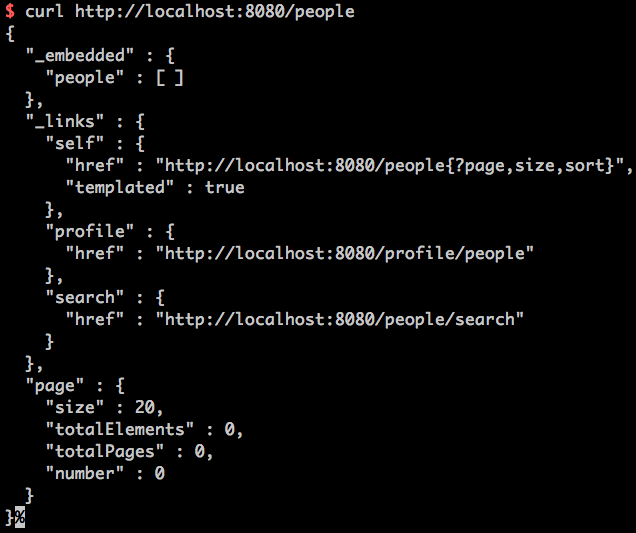 $ curl http://localhost:8080/people
{
  "_embedded" : {
    "people" : [ ]
  },
  "_links" : {
    "self" : {
      "href" : "http://localhost:8080/people{?page,size,sort}",
      "templated" : true
    },
    "profile" : {
      "href" : "http://localhost:8080/profile/people"
    },
    "search" : {
      "href" : "http://localhost:8080/people/search"
    }
  },
  "page" : {
    "size" : 20,
    "totalElements" : 0,
    "totalPages" : 0,
    "number" : 0
  }
}%